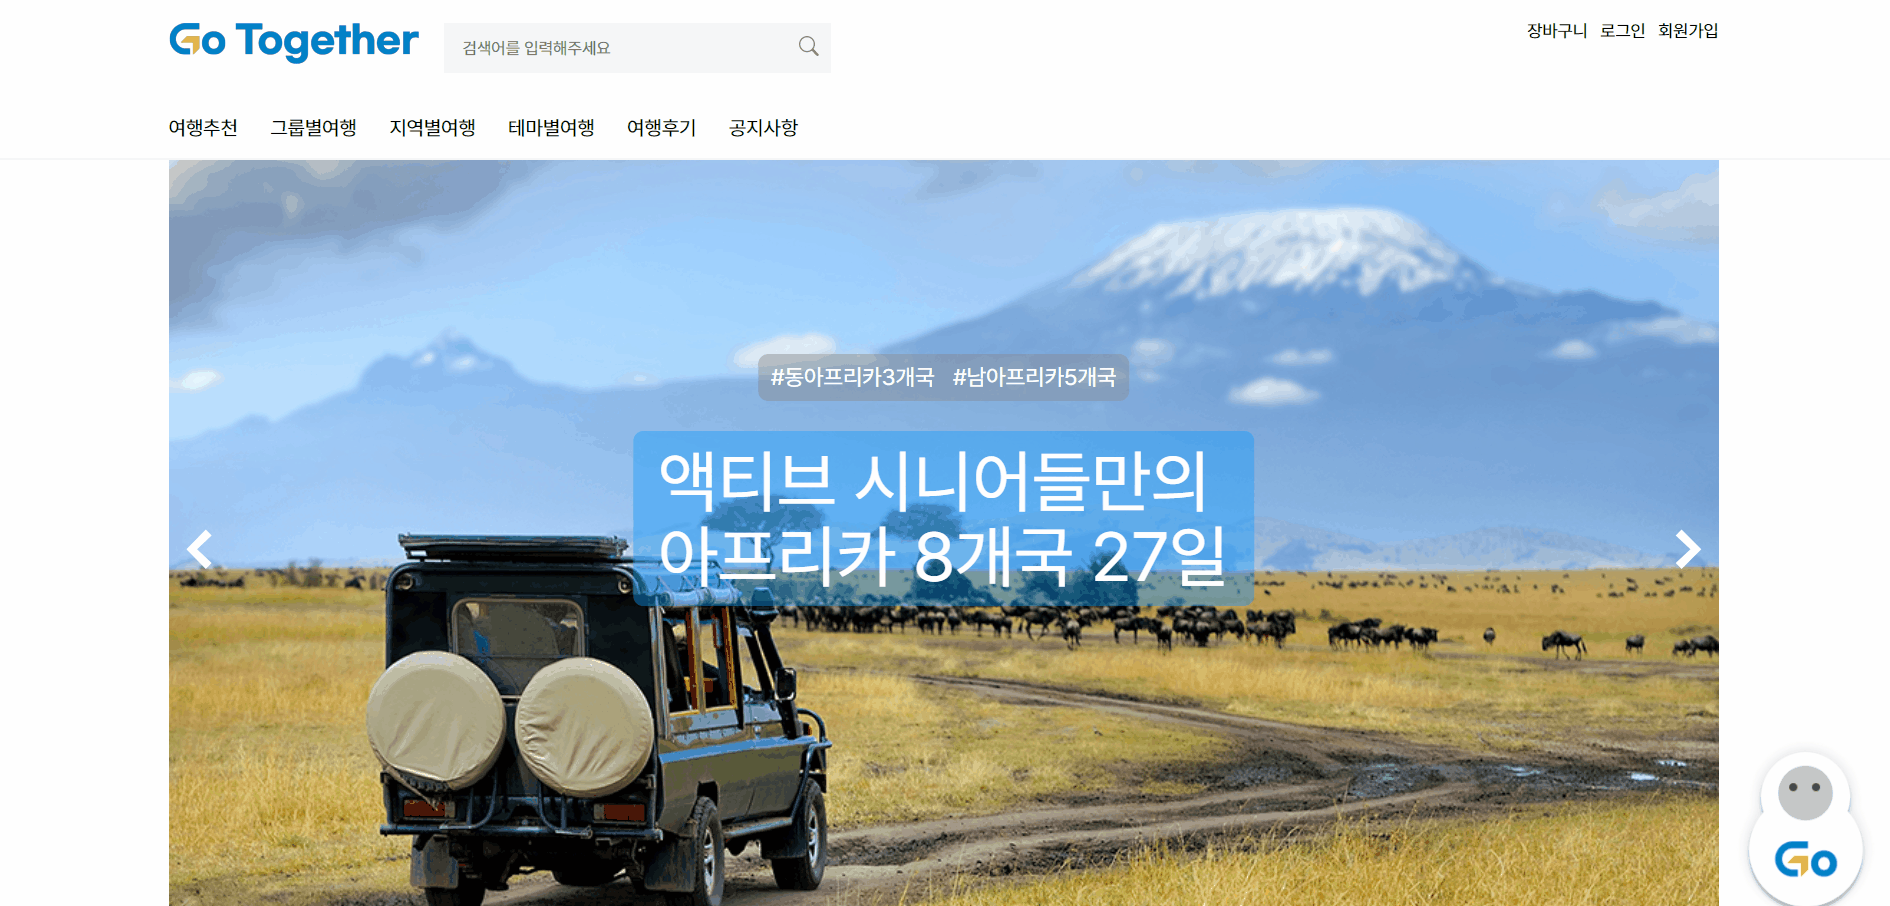 Go Together
검색어를 입력해주세요
장바구니 로그인 회원가입
여행추천 그룹별여행 지역별여행 테마별여행 여행후기 공지사항
#동아프리카3개국 #남아프리카5개국
액티브 시니어들만의
아프리카 8개국 27일
Go